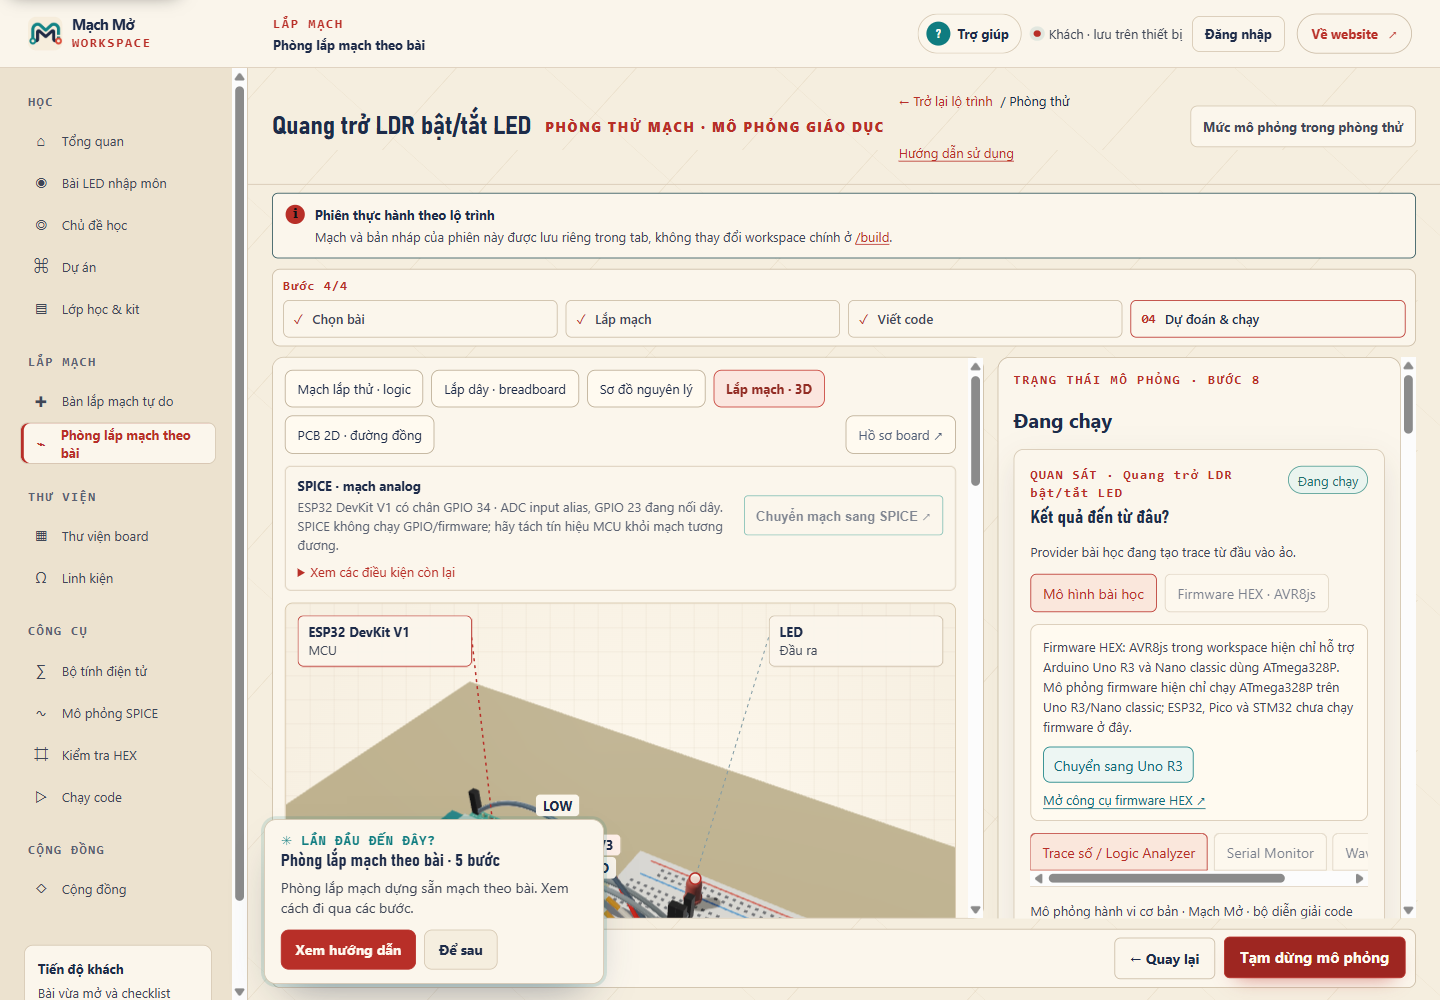 Mạch Mở
WORKSPACE
LẮP MẠCH
Phòng lắp mạch theo bài
? Trợ giúp
Khách · lưu trên thiết bị
Đăng nhập
Về website ↗
HỌC
Tổng quan
Bài LED nhập môn
Chủ đề học
Dự án
Lớp học & kit
LẮP MẠCH
Bàn lắp mạch tự do
Phòng lắp mạch theo
bài
THƯ VIỆN
Thư viện board
Linh kiện
CÔNG CỤ
Bộ tính điện tử
Mô phỏng SPICE
Kiểm tra HEX
Chạy code
CỘNG ĐỒNG
Cộng đồng
Tiến độ khách
Bài vừa mở và checklist
Quang trở LDR bật/tắt LED
PHÒNG THỬ MẠCH · MÔ PHỎNG GIÁO DỤC
← Trở lại lộ trình / Phòng thử
Hướng dẫn sử dụng
Mức mô phỏng trong phòng thử
Phiên thực hành theo lộ trình
Mạch và bản nháp của phiên này được lưu riêng trong tab, không thay đổi workspace chính ở /build.
Bước 4/4
✓ Chọn bài
✓ Lắp mạch
✓ Viết code
04 Dự đoán & chạy
Mạch lắp thử · logic
Lắp dây · breadboard
Sơ đồ nguyên lý
Lắp mạch · 3D
PCB 2D · đường đồng
Hồ sơ board ↗
SPICE · mạch analog
ESP32 DevKit V1 có chân GPIO 34 · ADC input alias, GPIO 23 đang nối dây.
SPICE không chạy GPIO/firmware; hãy tách tín hiệu MCU khỏi mạch tương
đương.
▶ Xem các điều kiện còn lại
Chuyển mạch sang SPICE ↗
ESP32 DevKit V1
MCU
LED
Đầu ra
LOW
✳ LẦN ĐẦU ĐẾN ĐÂY?
Phòng lắp mạch theo bài · 5 bước
Phòng lắp mạch dựng sẵn mạch theo bài. Xem
cách đi qua các bước.
Xem hướng dẫn
Để sau
TRẠNG THÁI MÔ PHỎNG · BƯỚC 8
Đang chạy
QUAN SÁT · Quang trở LDR
bật/tắt LED
Đang chạy
Kết quả đến từ đâu?
Provider bài học đang tạo trace từ đầu vào ảo.
Mô hình bài học
Firmware HEX · AVR8js
Firmware HEX: AVR8js trong workspace hiện chỉ hỗ trợ
Arduino Uno R3 và Nano classic dùng ATmega328P.
Mô phỏng firmware hiện chỉ chạy ATmega328P trên
Uno R3/Nano classic; ESP32, Pico và STM32 chưa chạy
firmware ở đây.
Chuyển sang Uno R3
Mở công cụ firmware HEX ↗
Trace số / Logic Analyzer
Serial Monitor
Mô phỏng hành vi cơ bản · Mạch Mở · bộ diễn giải code
← Quay lại
Tạm dừng mô phỏng